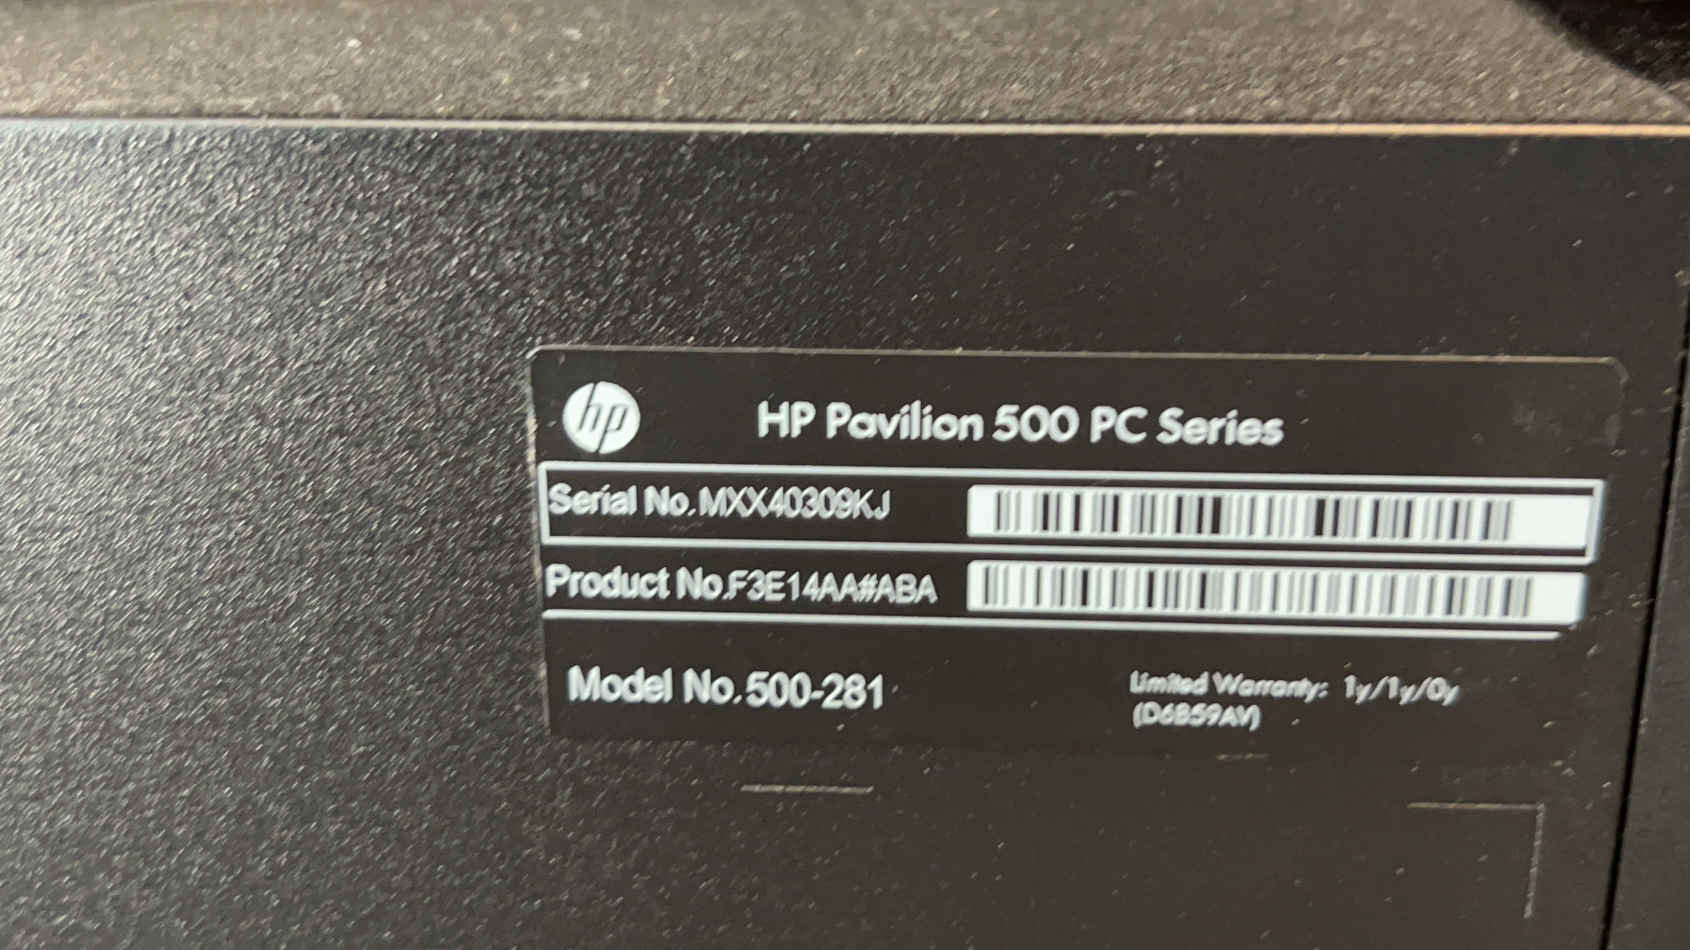 hp
HP Pavilion 500 PC Series
Serial No.MXX40309KJ
Product No.F3E14AA#ABA
Model No.500-281
Limited Warranty: 1y/1y/0y
(D6B59AV)